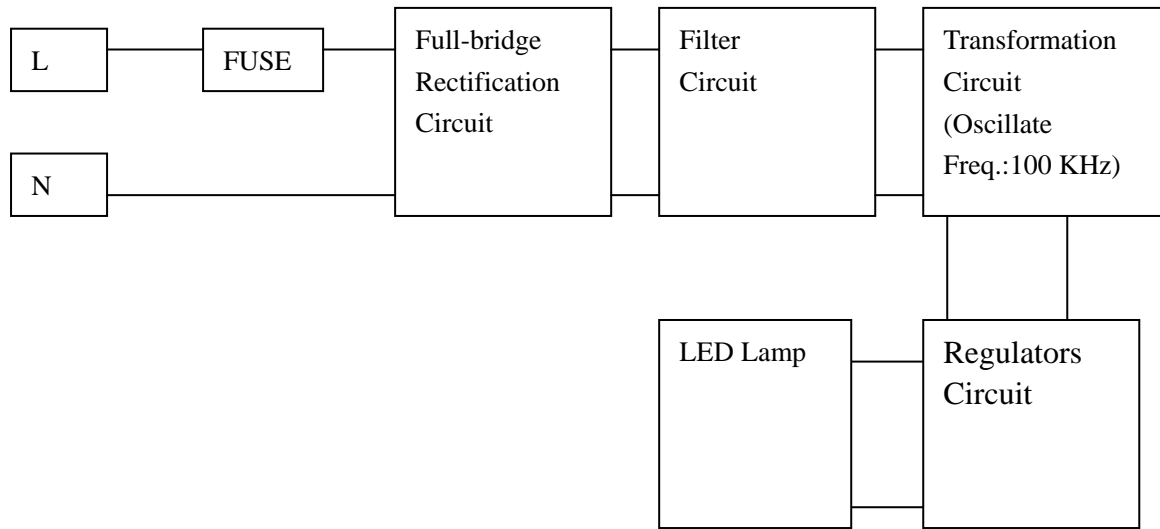 L
FUSE
Full-bridge
Rectification
Circuit
Filter
Circuit
Transformation
Circuit
(Oscillate
Freq.:100 KHz)
N
LED Lamp
Regulators
Circuit